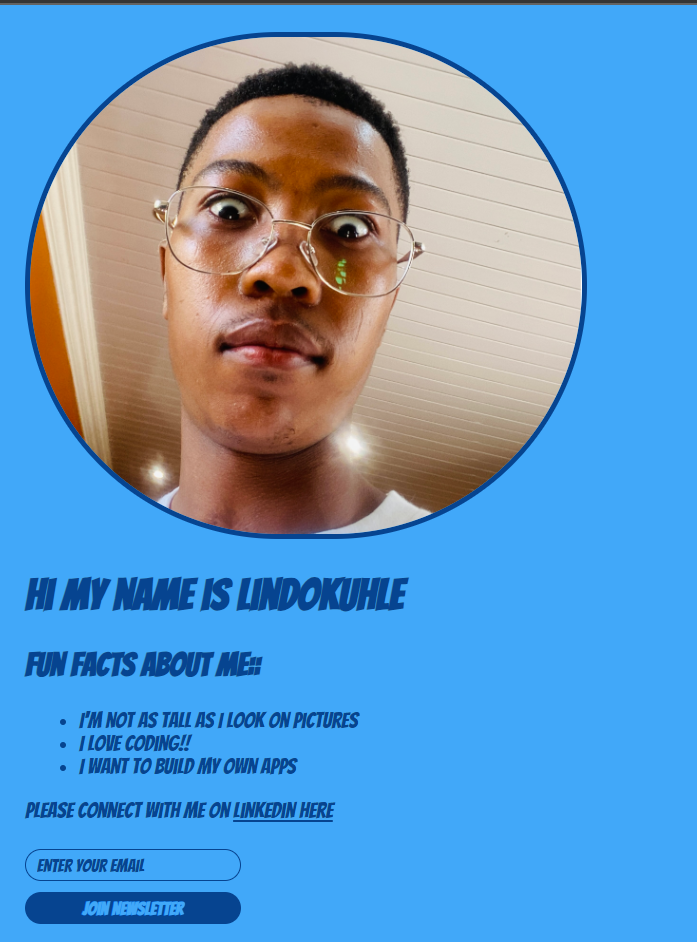 HI MY NAME IS LINDOKUHLE
FUN FACTS ABOUT ME::
I'M NOT AS TALL AS I LOOK ON PICTURES
I LOVE CODING!!
I WANT TO BUILD MY OWN APPS
PLEASE CONNECT WITH ME ON LINKEDIN HERE
ENTER YOUR EMAIL
JOIN NEWSLETTER